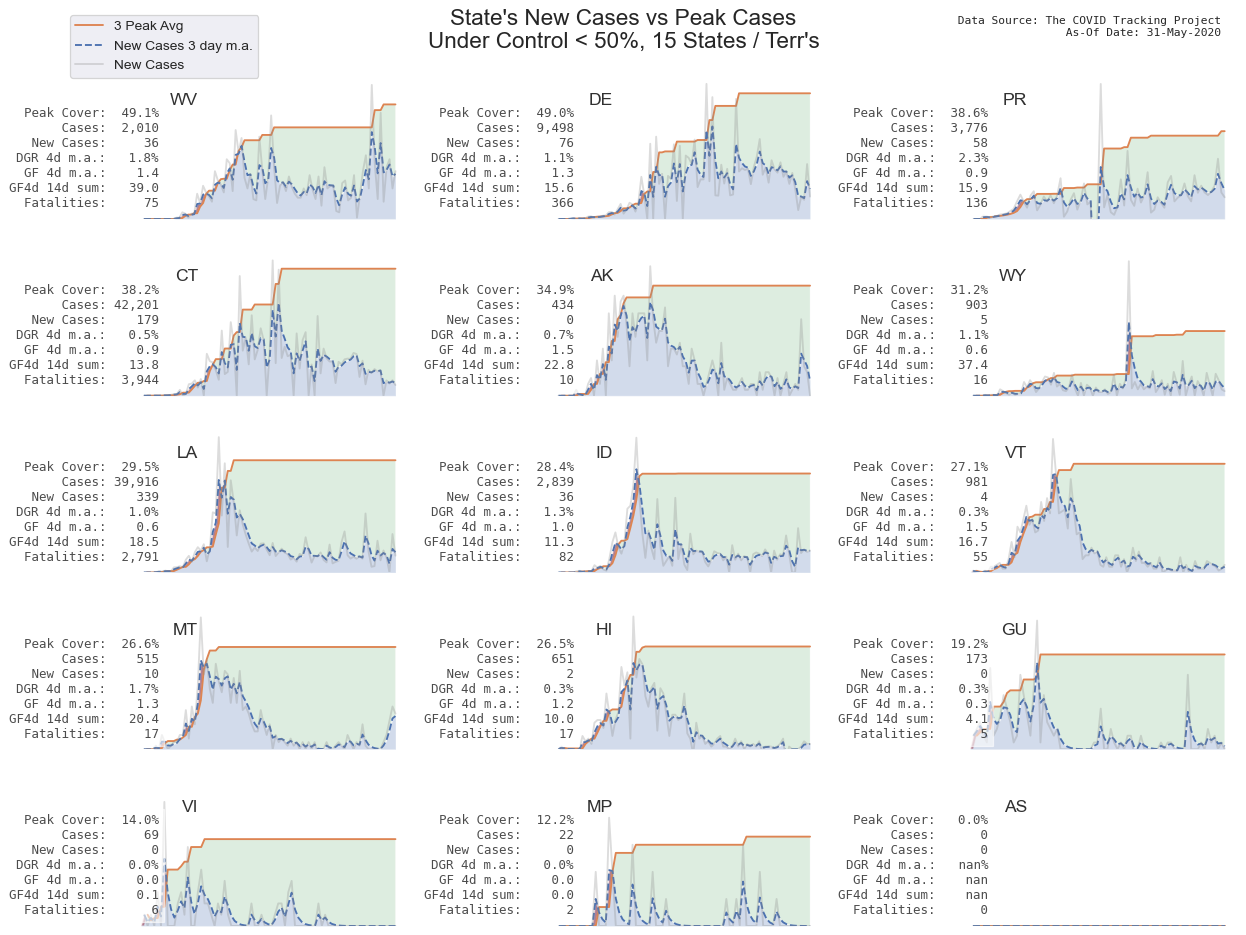 3 Peak Avg
New Cases 3 day m.a.
New Cases
State's New Cases vs Peak Cases
Under Control < 50%, 15 States / Terr's
Data Source: The COVID Tracking Project
As-Of Date: 31-May-2020
WV
Peak Cover: 49.1%
Cases: 2,010
New Cases: 36
DGR 4d m.a.: 1.8%
GF 4d m.a.: 1.4
GF4d 14d sum: 39.0
Fatalities: 75
DE
Peak Cover: 49.0%
Cases: 9,498
New Cases: 76
DGR 4d m.a.: 1.1%
GF 4d m.a.: 1.3
GF4d 14d sum: 15.6
Fatalities: 366
PR
Peak Cover: 38.6%
Cases: 3,776
New Cases: 58
DGR 4d m.a.: 2.3%
GF 4d m.a.: 0.9
GF4d 14d sum: 15.9
Fatalities: 136
CT
Peak Cover: 38.2%
Cases: 42,201
New Cases: 179
DGR 4d m.a.: 0.5%
GF 4d m.a.: 0.9
GF4d 14d sum: 13.8
Fatalities: 3,944
AK
Peak Cover: 34.9%
Cases: 434
New Cases: 0
DGR 4d m.a.: 0.7%
GF 4d m.a.: 1.5
GF4d 14d sum: 22.8
Fatalities: 10
WY
Peak Cover: 31.2%
Cases: 903
New Cases: 5
DGR 4d m.a.: 1.1%
GF 4d m.a.: 0.6
GF4d 14d sum: 37.4
Fatalities: 16
LA
Peak Cover: 29.5%
Cases: 39,916
New Cases: 339
DGR 4d m.a.: 1.0%
GF 4d m.a.: 0.6
GF4d 14d sum: 18.5
Fatalities: 2,791
ID
Peak Cover: 28.4%
Cases: 2,839
New Cases: 36
DGR 4d m.a.: 1.3%
GF 4d m.a.: 1.0
GF4d 14d sum: 11.3
Fatalities: 82
VT
Peak Cover: 27.1%
Cases: 981
New Cases: 4
DGR 4d m.a.: 0.3%
GF 4d m.a.: 1.5
GF4d 14d sum: 16.7
Fatalities: 55
MT
Peak Cover: 26.6%
Cases: 515
New Cases: 10
DGR 4d m.a.: 1.7%
GF 4d m.a.: 1.3
GF4d 14d sum: 20.4
Fatalities: 17
HI
Peak Cover: 26.5%
Cases: 651
New Cases: 2
DGR 4d m.a.: 0.3%
GF 4d m.a.: 1.2
GF4d 14d sum: 10.0
Fatalities: 17
GU
Peak Cover: 19.2%
Cases: 173
New Cases: 0
DGR 4d m.a.: 0.3%
GF 4d m.a.: 0.3
GF4d 14d sum: 4.1
Fatalities: 5
VI
Peak Cover: 14.0%
Cases: 69
New Cases: 0
DGR 4d m.a.: 0.0%
GF 4d m.a.: 0.0
GF4d 14d sum: 0.1
Fatalities: 6
MP
Peak Cover: 12.2%
Cases: 22
New Cases: 0
DGR 4d m.a.: 0.0%
GF 4d m.a.: 0.0
GF4d 14d sum: 0.0
Fatalities: 2
AS
Peak Cover: 0.0%
Cases: 0
New Cases: 0
DGR 4d m.a.: nan%
GF 4d m.a.: nan
GF4d 14d sum: nan
Fatalities: 0